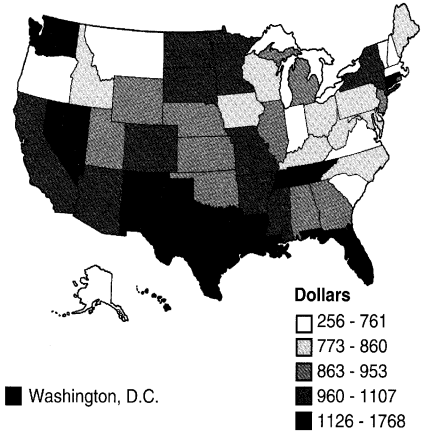 Dollars
256 - 761
773 - 860
863 - 953
960 - 1107
1126 - 1768
Washington, D.C.